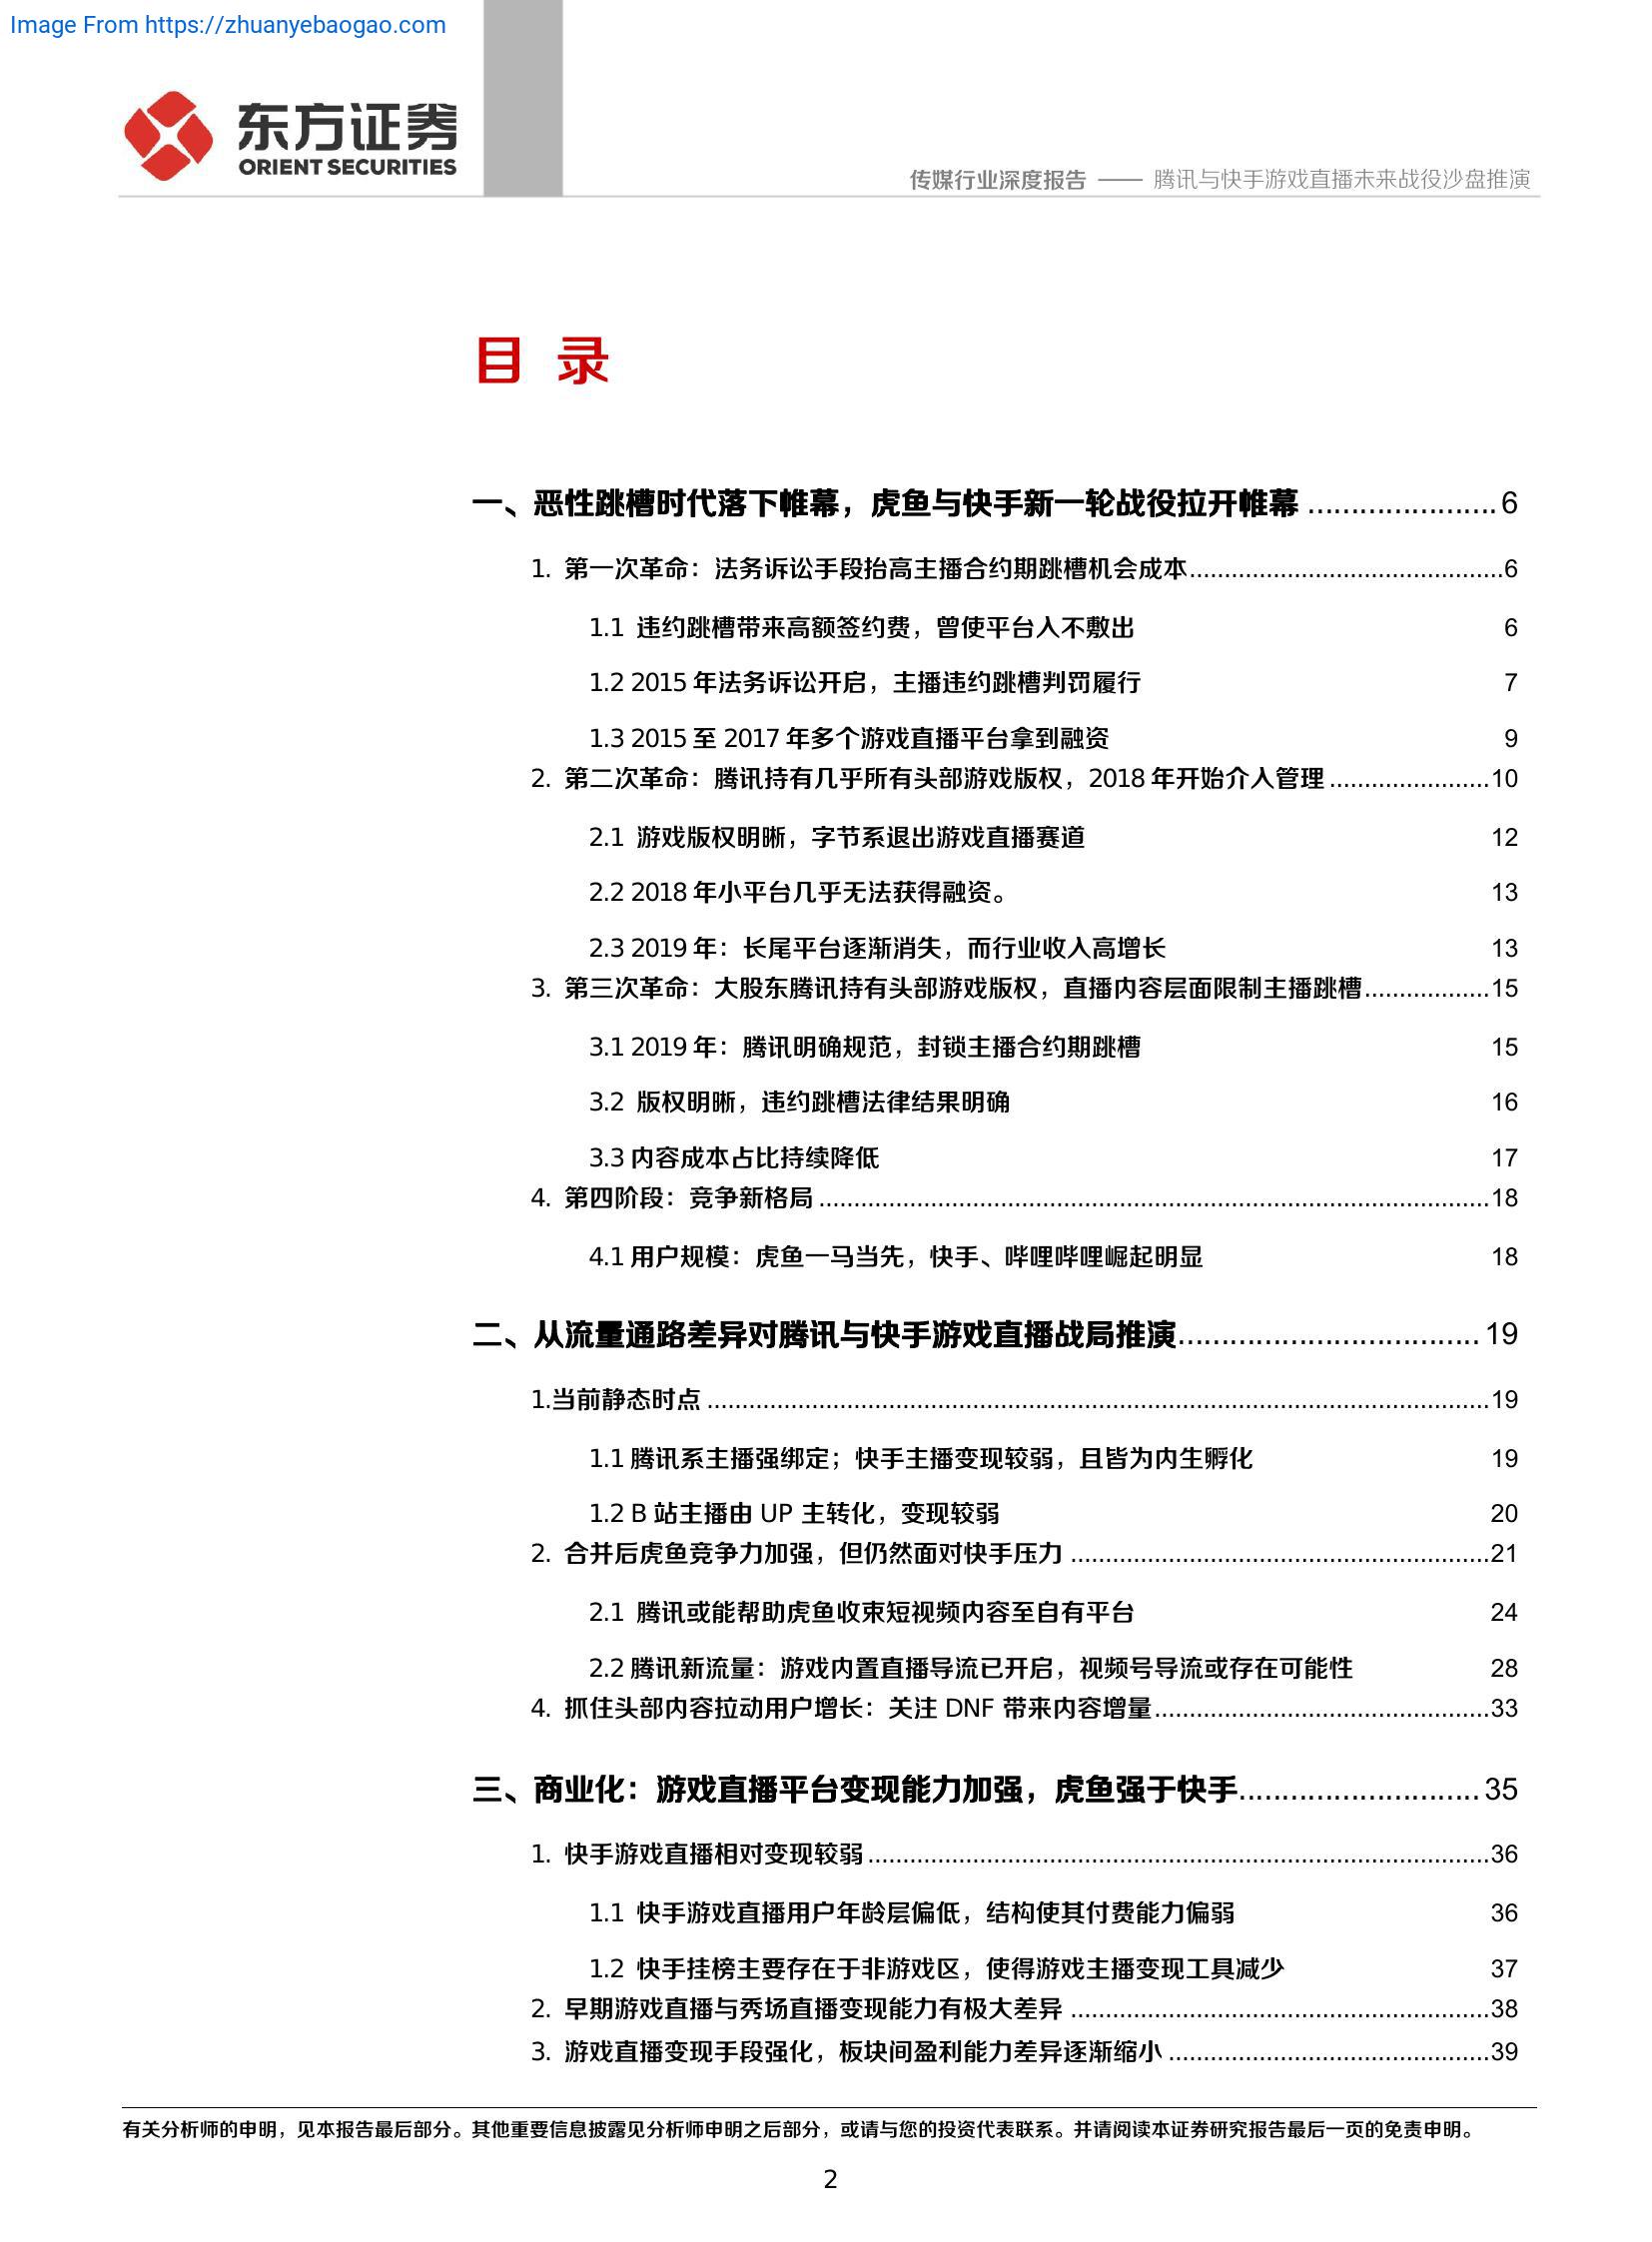 Image From https://zhuanyebaogao.com
东方证券
ORIENT SECURITIES
传媒行业深度报告 —— 腾讯与快手游戏直播未来战役沙盘推演
目 录
一、恶性跳槽时代落下帷幕，虎鱼与快手新一轮战役拉开帷幕 ...................... 6
1. 第一次革命：法务诉讼手段抬高主播合约期跳槽机会成本.............................................6
1.1 违约跳槽带来高额签约费，曾使平台入不敷出 6
1.2 2015 年法务诉讼开启，主播违约跳槽判罚履行 7
1.3 2015 至 2017 年多个游戏直播平台拿到融资 9
2. 第二次革命：腾讯持有几乎所有头部游戏版权，2018 年开始介入管理 .......................10
2.1 游戏版权明晰，字节系退出游戏直播赛道 12
2.2 2018 年小平台几乎无法获得融资。 13
2.3 2019 年：长尾平台逐渐消失，而行业收入高增长 13
3. 第三次革命：大股东腾讯持有头部游戏版权，直播内容层面限制主播跳槽..................15
3.1 2019 年：腾讯明确规范，封锁主播合约期跳槽 15
3.2 版权明晰，违约跳槽法律结果明确 16
3.3 内容成本占比持续降低 17
4. 第四阶段：竞争新格局 ................................................................................................18
4.1 用户规模：虎鱼一马当先，快手、哔哩哔哩崛起明显 18
二、从流量通路差异对腾讯与快手游戏直播战局推演.................................. 19
1.当前静态时点 ................................................................................................................19
1.1 腾讯系主播强绑定；快手主播变现较弱，且皆为内生孵化 19
1.2 B 站主播由 UP 主转化，变现较弱 20
2. 合并后虎鱼竞争力加强，但仍然面对快手压力 ............................................................21
2.1 腾讯或能帮助虎鱼收束短视频内容至自有平台 24
2.2 腾讯新流量：游戏内置直播导流已开启，视频号导流或存在可能性 28
4. 抓住头部内容拉动用户增长：关注 DNF 带来内容增量................................................33
三、商业化：游戏直播平台变现能力加强，虎鱼强于快手........................... 35
1. 快手游戏直播相对变现较弱 .........................................................................................36
1.1 快手游戏直播用户年龄层偏低，结构使其付费能力偏弱 36
1.2 快手挂榜主要存在于非游戏区，使得游戏主播变现工具减少 37
2. 早期游戏直播与秀场直播变现能力有极大差异 ............................................................38
3. 游戏直播变现手段强化，板块间盈利能力差异逐渐缩小 ..............................................39
有关分析师的申明，见本报告最后部分。其他重要信息披露见分析师申明之后部分，或请与您的投资代表联系。并请阅读本证券研究报告最后一页的免责申明。
2